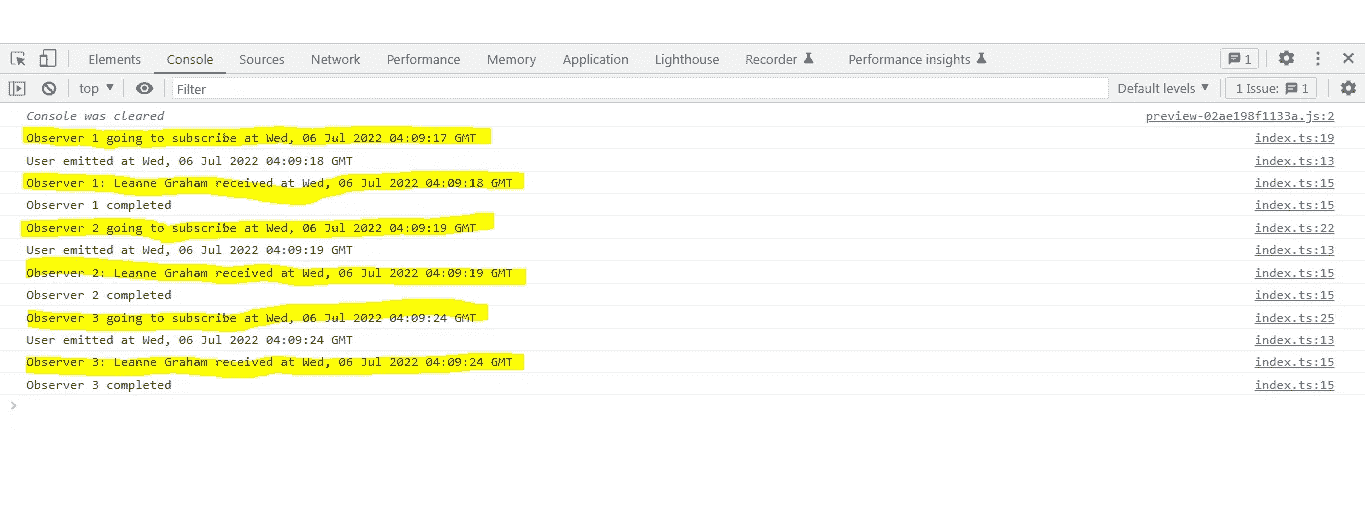 Elements Console Sources Network Performance Memory Application Lighthouse Recorder Performance insights 1
top Filter Default levels 1 Issue: 1
Console was cleared preview-02ae198f1133a.js:2
Observer 1 going to subscribe at Wed, 06 Jul 2022 04:09:17 GMT index.ts:19
User emitted at Wed, 06 Jul 2022 04:09:18 GMT index.ts:13
Observer 1: Leanne Graham received at Wed, 06 Jul 2022 04:09:18 GMT index.ts:15
Observer 1 completed index.ts:15
Observer 2 going to subscribe at Wed, 06 Jul 2022 04:09:19 GMT index.ts:22
User emitted at Wed, 06 Jul 2022 04:09:19 GMT index.ts:13
Observer 2: Leanne Graham received at Wed, 06 Jul 2022 04:09:19 GMT index.ts:15
Observer 2 completed index.ts:15
Observer 3 going to subscribe at Wed, 06 Jul 2022 04:09:24 GMT index.ts:25
User emitted at Wed, 06 Jul 2022 04:09:24 GMT index.ts:13
Observer 3: Leanne Graham received at Wed, 06 Jul 2022 04:09:24 GMT index.ts:15
Observer 3 completed index.ts:15